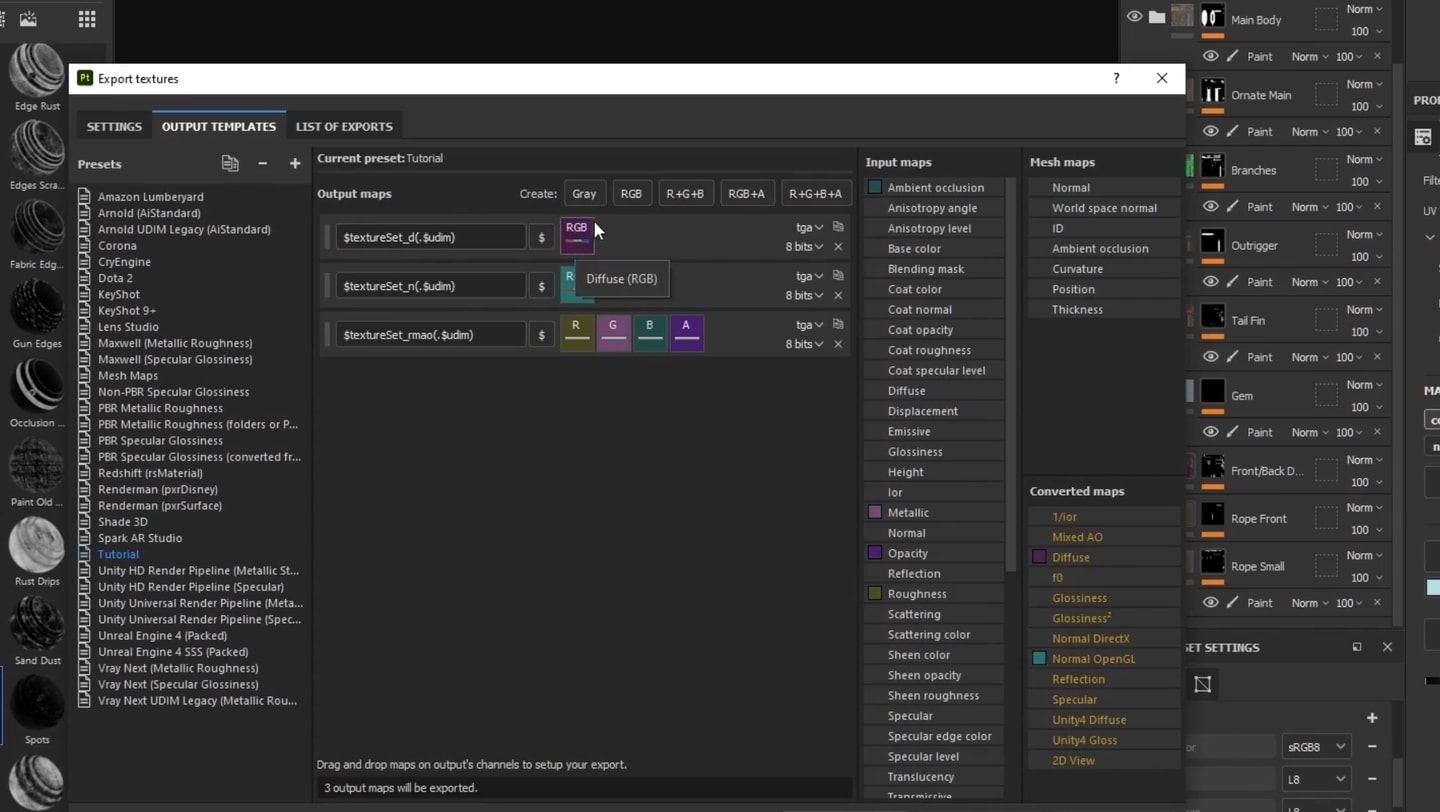 Pt Export textures
?
SETTINGS
OUTPUT TEMPLATES
LIST OF EXPORTS
Presets
Amazon Lumberyard
Arnold (AiStandard)
Arnold UDIM Legacy (AiStandard)
Corona
CryEngine
Dota 2
KeyShot
KeyShot 9+
Lens Studio
Maxwell (Metallic Roughness)
Maxwell (Specular Glossiness)
Mesh Maps
Non-PBR Specular Glossiness
PBR Metallic Roughness
PBR Metallic Roughness (folders or P...
PBR Specular Glossiness
PBR Specular Glossiness (converted fr...
Redshift (rsMaterial)
Renderman (pxrDisney)
Renderman (pxrSurface)
Shade 3D
Spark AR Studio
Tutorial
Unity HD Render Pipeline (Metallic St...
Unity HD Render Pipeline (Specular)
Unity Universal Render Pipeline (Meta...
Unity Universal Render Pipeline (Spec...
Unreal Engine 4 (Packed)
Unreal Engine 4 SSS (Packed)
Vray Next (Metallic Roughness)
Vray Next (Specular Glossiness)
Vray Next UDIM Legacy (Metallic Rou...
Current preset: Tutorial
Output maps
Create:
Gray
RGB
R+G+B
RGB+A
R+G+B+A
$textureSet_d(.$udim)
$
RGB
tga
8 bits
Diffuse (RGB)
$textureSet_n(.$udim)
$
tga
8 bits
$textureSet_rmao(.$udim)
$
R
G
B
A
tga
8 bits
Drag and drop maps on output's channels to setup your export.
3 output maps will be exported.
Input maps
Ambient occlusion
Anisotropy angle
Anisotropy level
Base color
Blending mask
Coat color
Coat normal
Coat opacity
Coat roughness
Coat specular level
Diffuse
Displacement
Emissive
Glossiness
Height
Ior
Metallic
Normal
Opacity
Reflection
Roughness
Scattering
Scattering color
Sheen color
Sheen opacity
Sheen roughness
Specular
Specular edge color
Specular level
Translucency
Transmissive
Mesh maps
Normal
World space normal
ID
Ambient occlusion
Curvature
Position
Thickness
Converted maps
1/ior
Mixed AO
Diffuse
f0
Glossiness
Glossiness²
Normal DirectX
Normal OpenGL
Reflection
Specular
Unity4 Diffuse
Unity4 Gloss
2D View
Edge Rust
Edges Scra...
Fabric Edg...
Gun Edges
Occlusion ...
Paint Old ...
Rust Drips
Sand Dust
Spots
Main Body
Norm
100
Paint Norm 100
Ornate Main
Norm
100
Paint Norm 100
Branches
Norm
100
Paint Norm 100
Outrigger
Norm
100
Paint Norm 100
Tail Fin
Norm
100
Paint Norm 100
Gem
Norm
100
Paint Norm 100
Front/Back D...
Norm
100
Rope Front
Norm
100
Rope Small
Norm
100
Paint Norm 100
SETTINGS
sRGB8
L8
UV